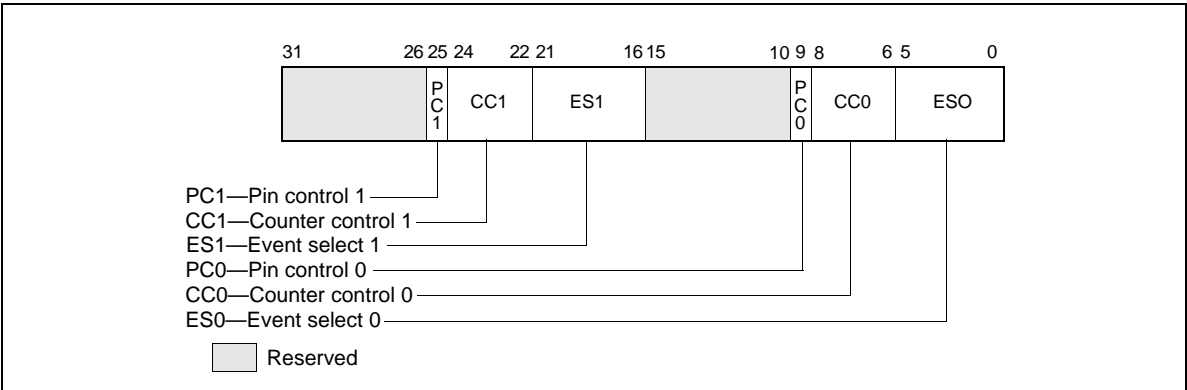 31 26 25 24 22 21 16 15 10 9 8 6 5 0
PC1 CC1 ES1 PC0 CC0 ESO
PC1—Pin control 1
CC1—Counter control 1
ES1—Event select 1
PC0—Pin control 0
CC0—Counter control 0
ES0—Event select 0
Reserved